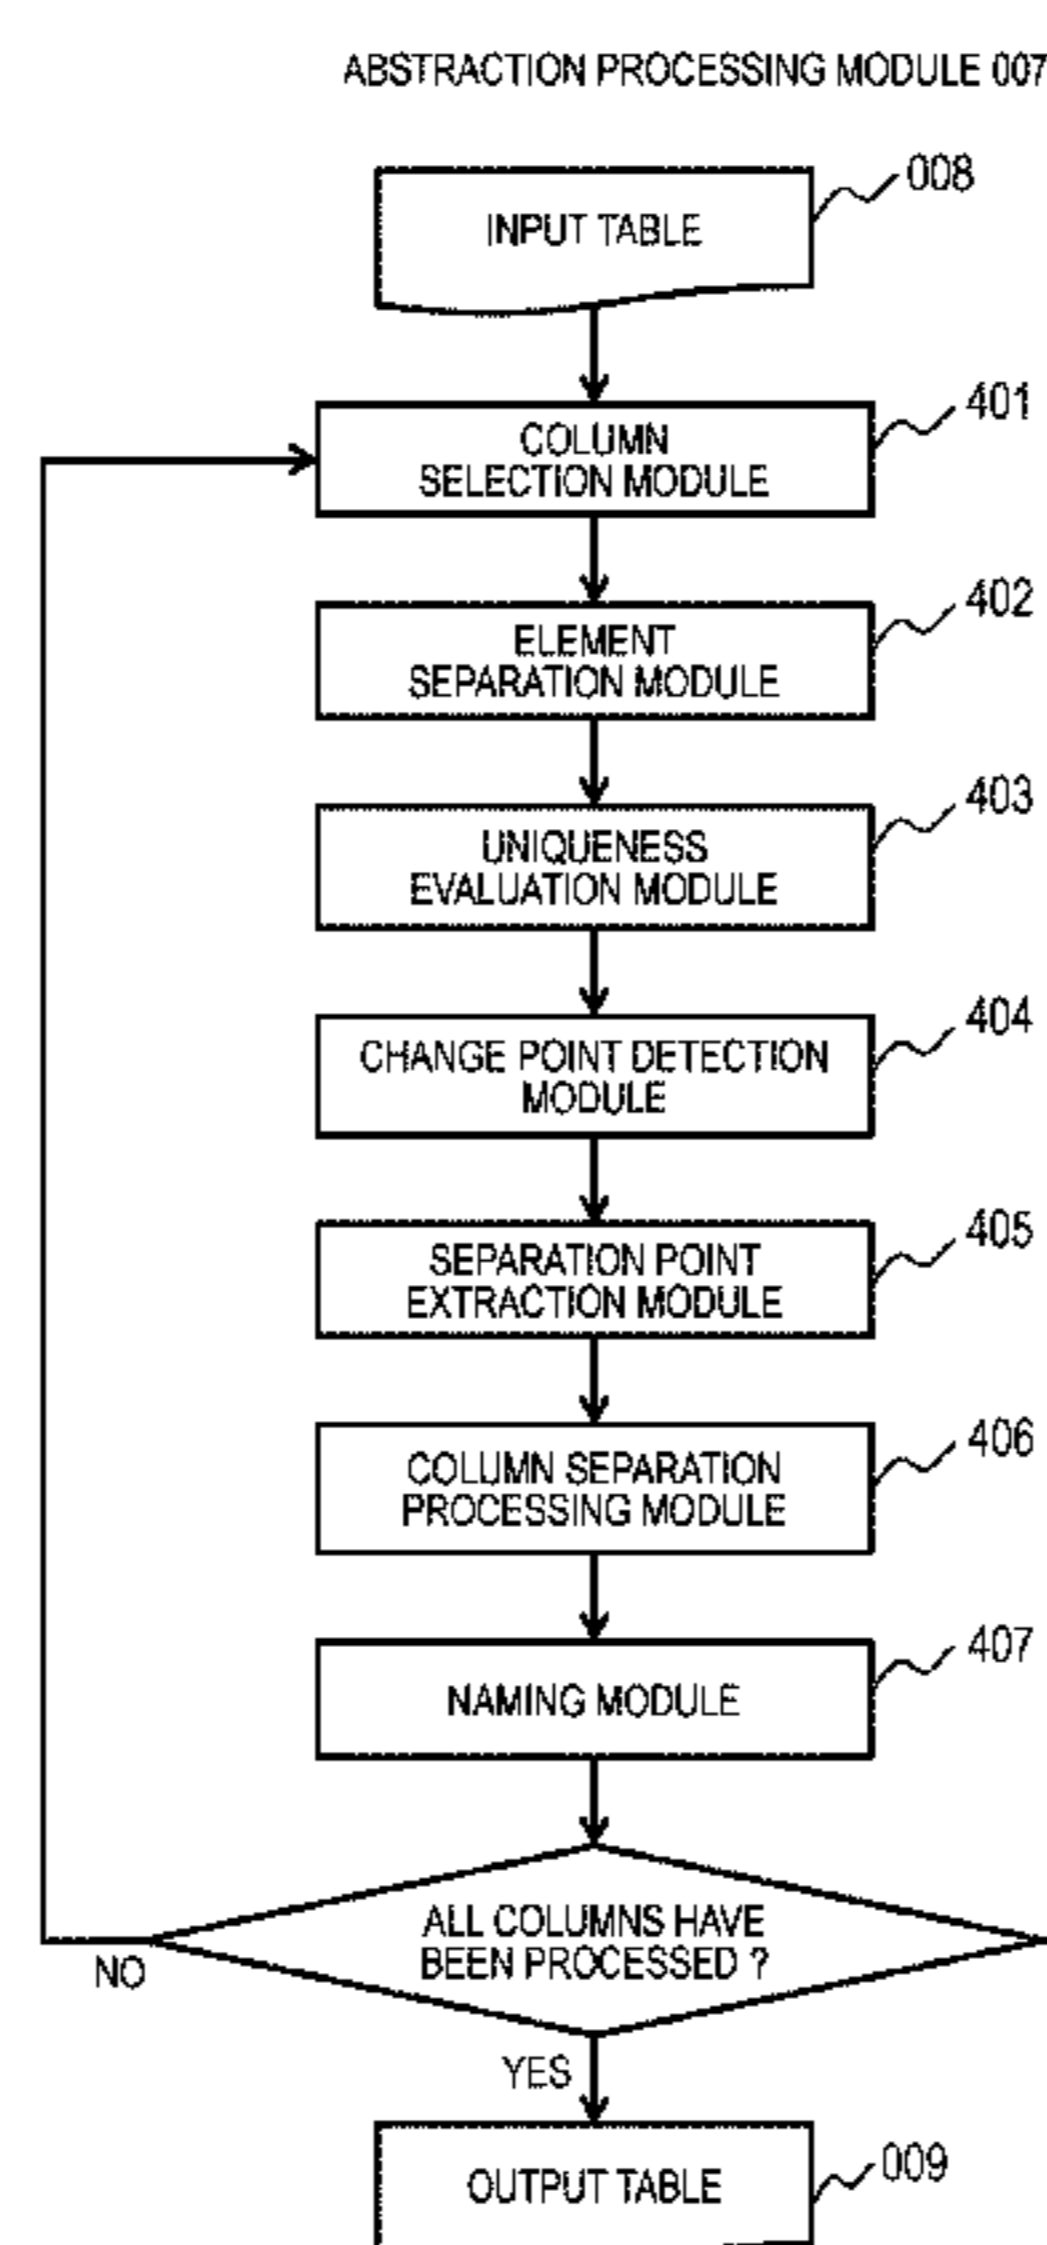 ABSTRACTION PROCESSING MODULE 007
008
INPUT TABLE
401
COLUMN
SELECTION MODULE
402
ELEMENT
SEPARATION MODULE
403
UNIQUENESS
EVALUATION MODULE
404
CHANGE POINT DETECTION
MODULE
405
SEPARATION POINT
EXTRACTION MODULE
406
COLUMN SEPARATION
PROCESSING MODULE
407
NAMING MODULE
ALL COLUMNS HAVE
BEEN PROCESSED ?
NO
YES
009
OUTPUT TABLE